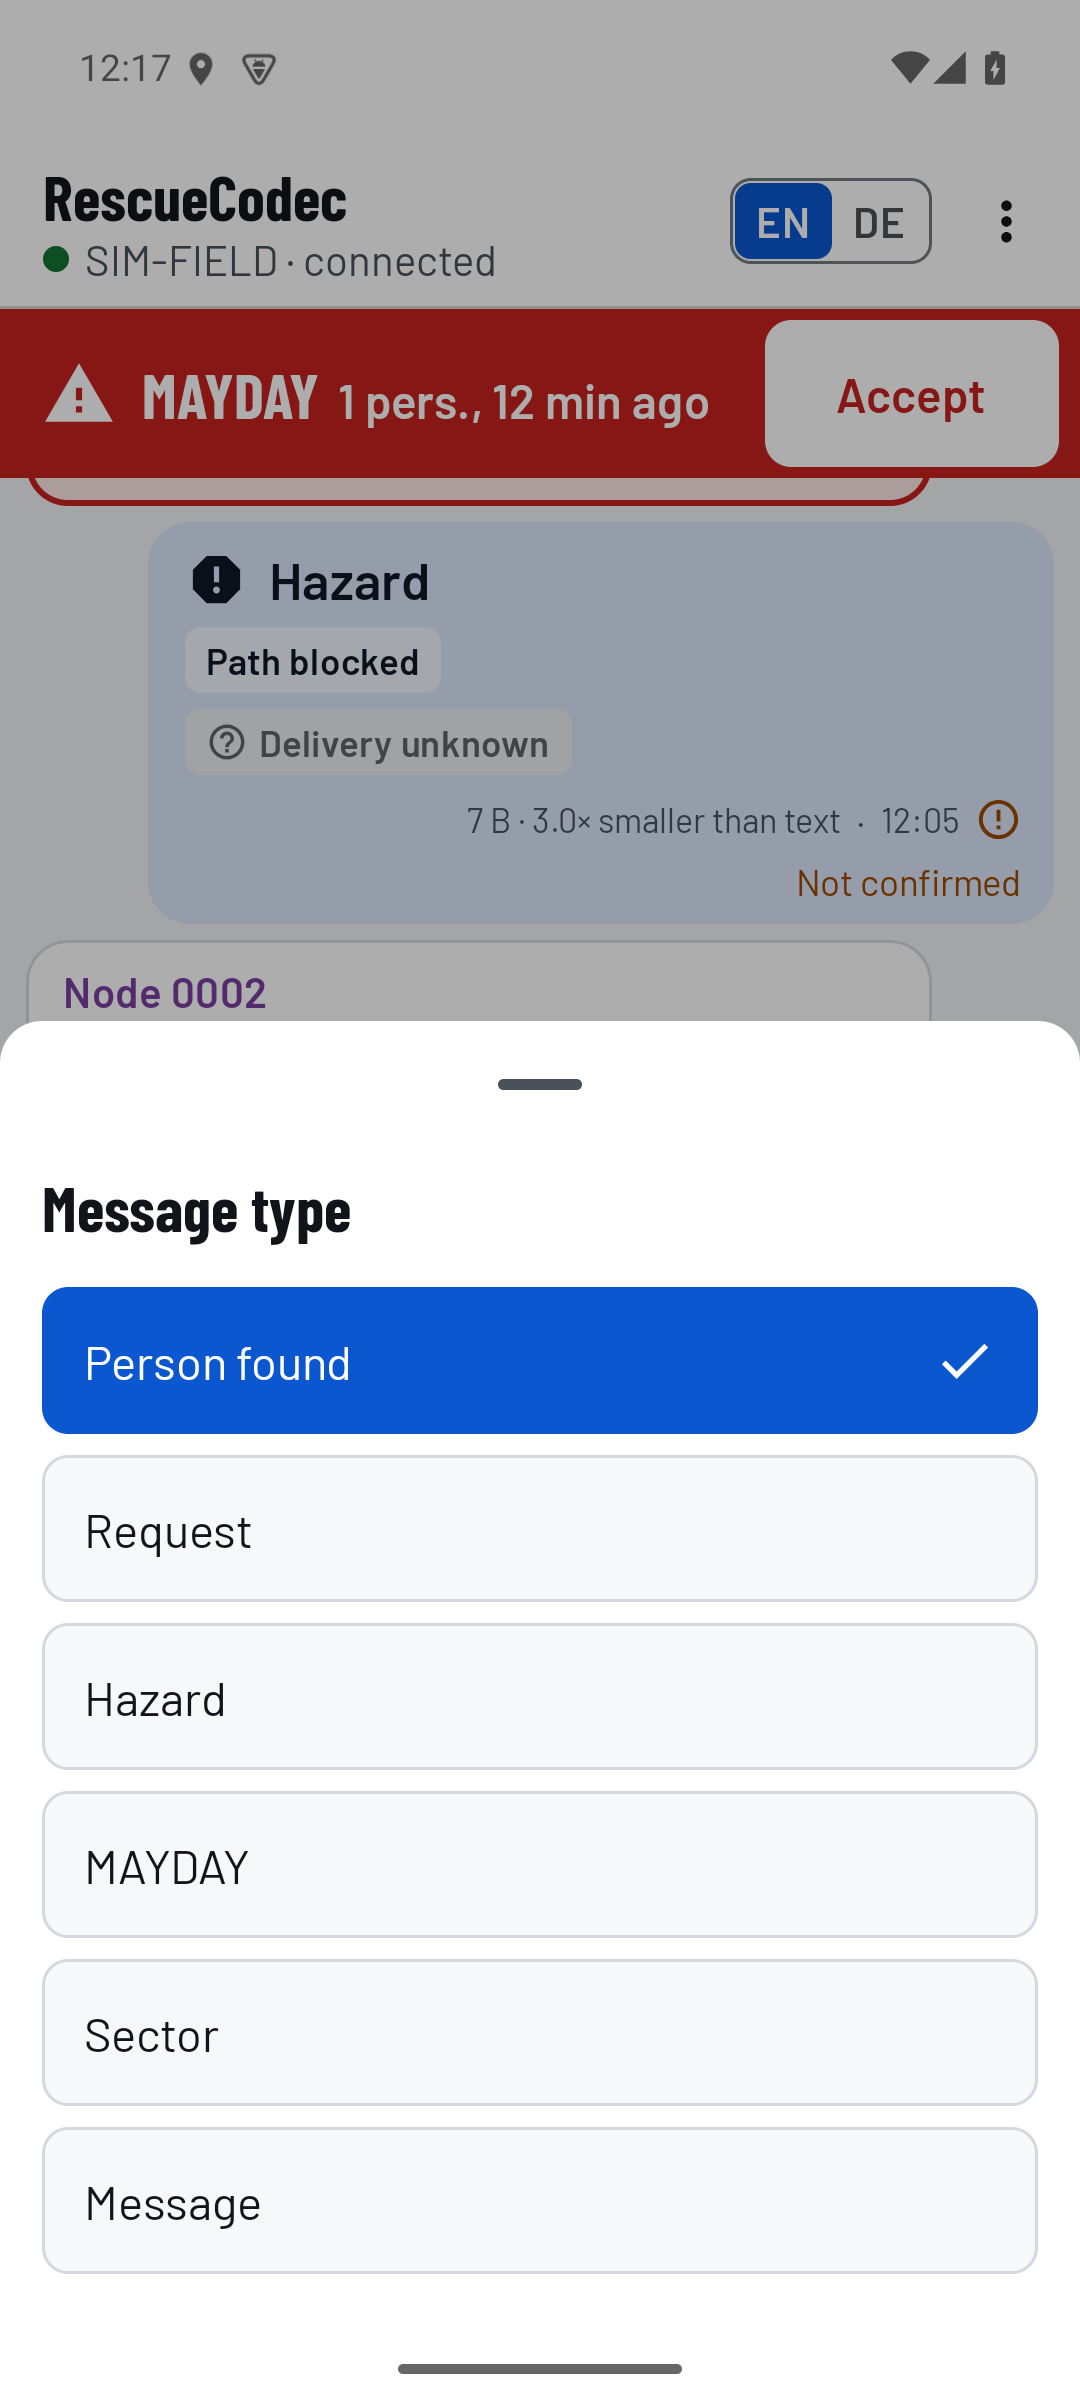 12:17
RescueCodec
EN DE
SIM-FIELD · connected
MAYDAY 1 pers., 12 min ago
Accept
Hazard
Path blocked
Delivery unknown
7 B · 3.0× smaller than text · 12:05
Not confirmed
Node 0002
Message type
Person found
Request
Hazard
MAYDAY
Sector
Message